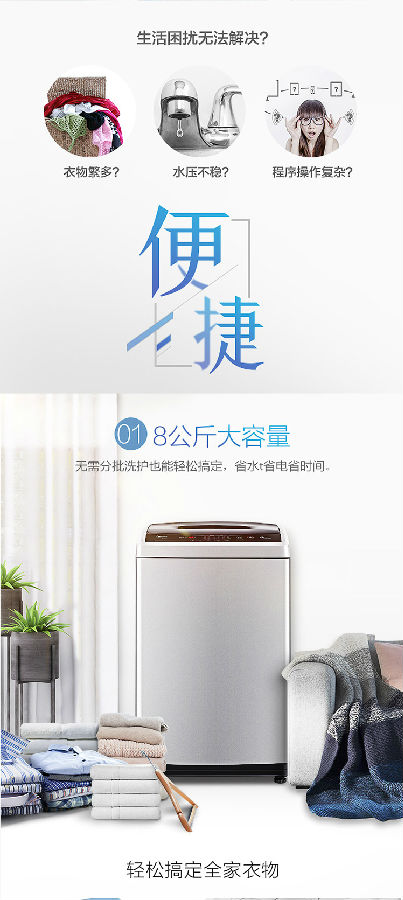 生活困扰无法解决?
衣物繁多?
水压不稳?
程序操作复杂?
便
捷
01 8公斤大容量
无需分批洗护也能轻松搞定，省水t省电省时间。
轻松搞定全家衣物